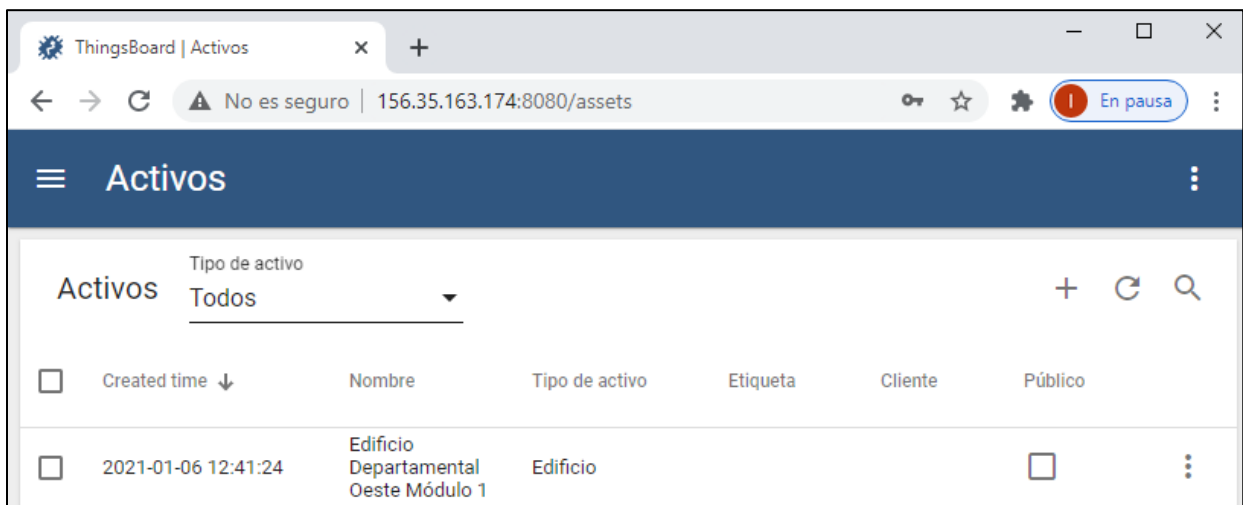 ThingsBoard | Activos
No es seguro | 156.35.163.174:8080/assets
I
En pausa
Activos
Activos
Tipo de activo
Todos
Created time Nombre Tipo de activo Etiqueta Cliente Público
2021-01-06 12:41:24
Edificio
Departamental
Oeste Módulo 1
Edificio